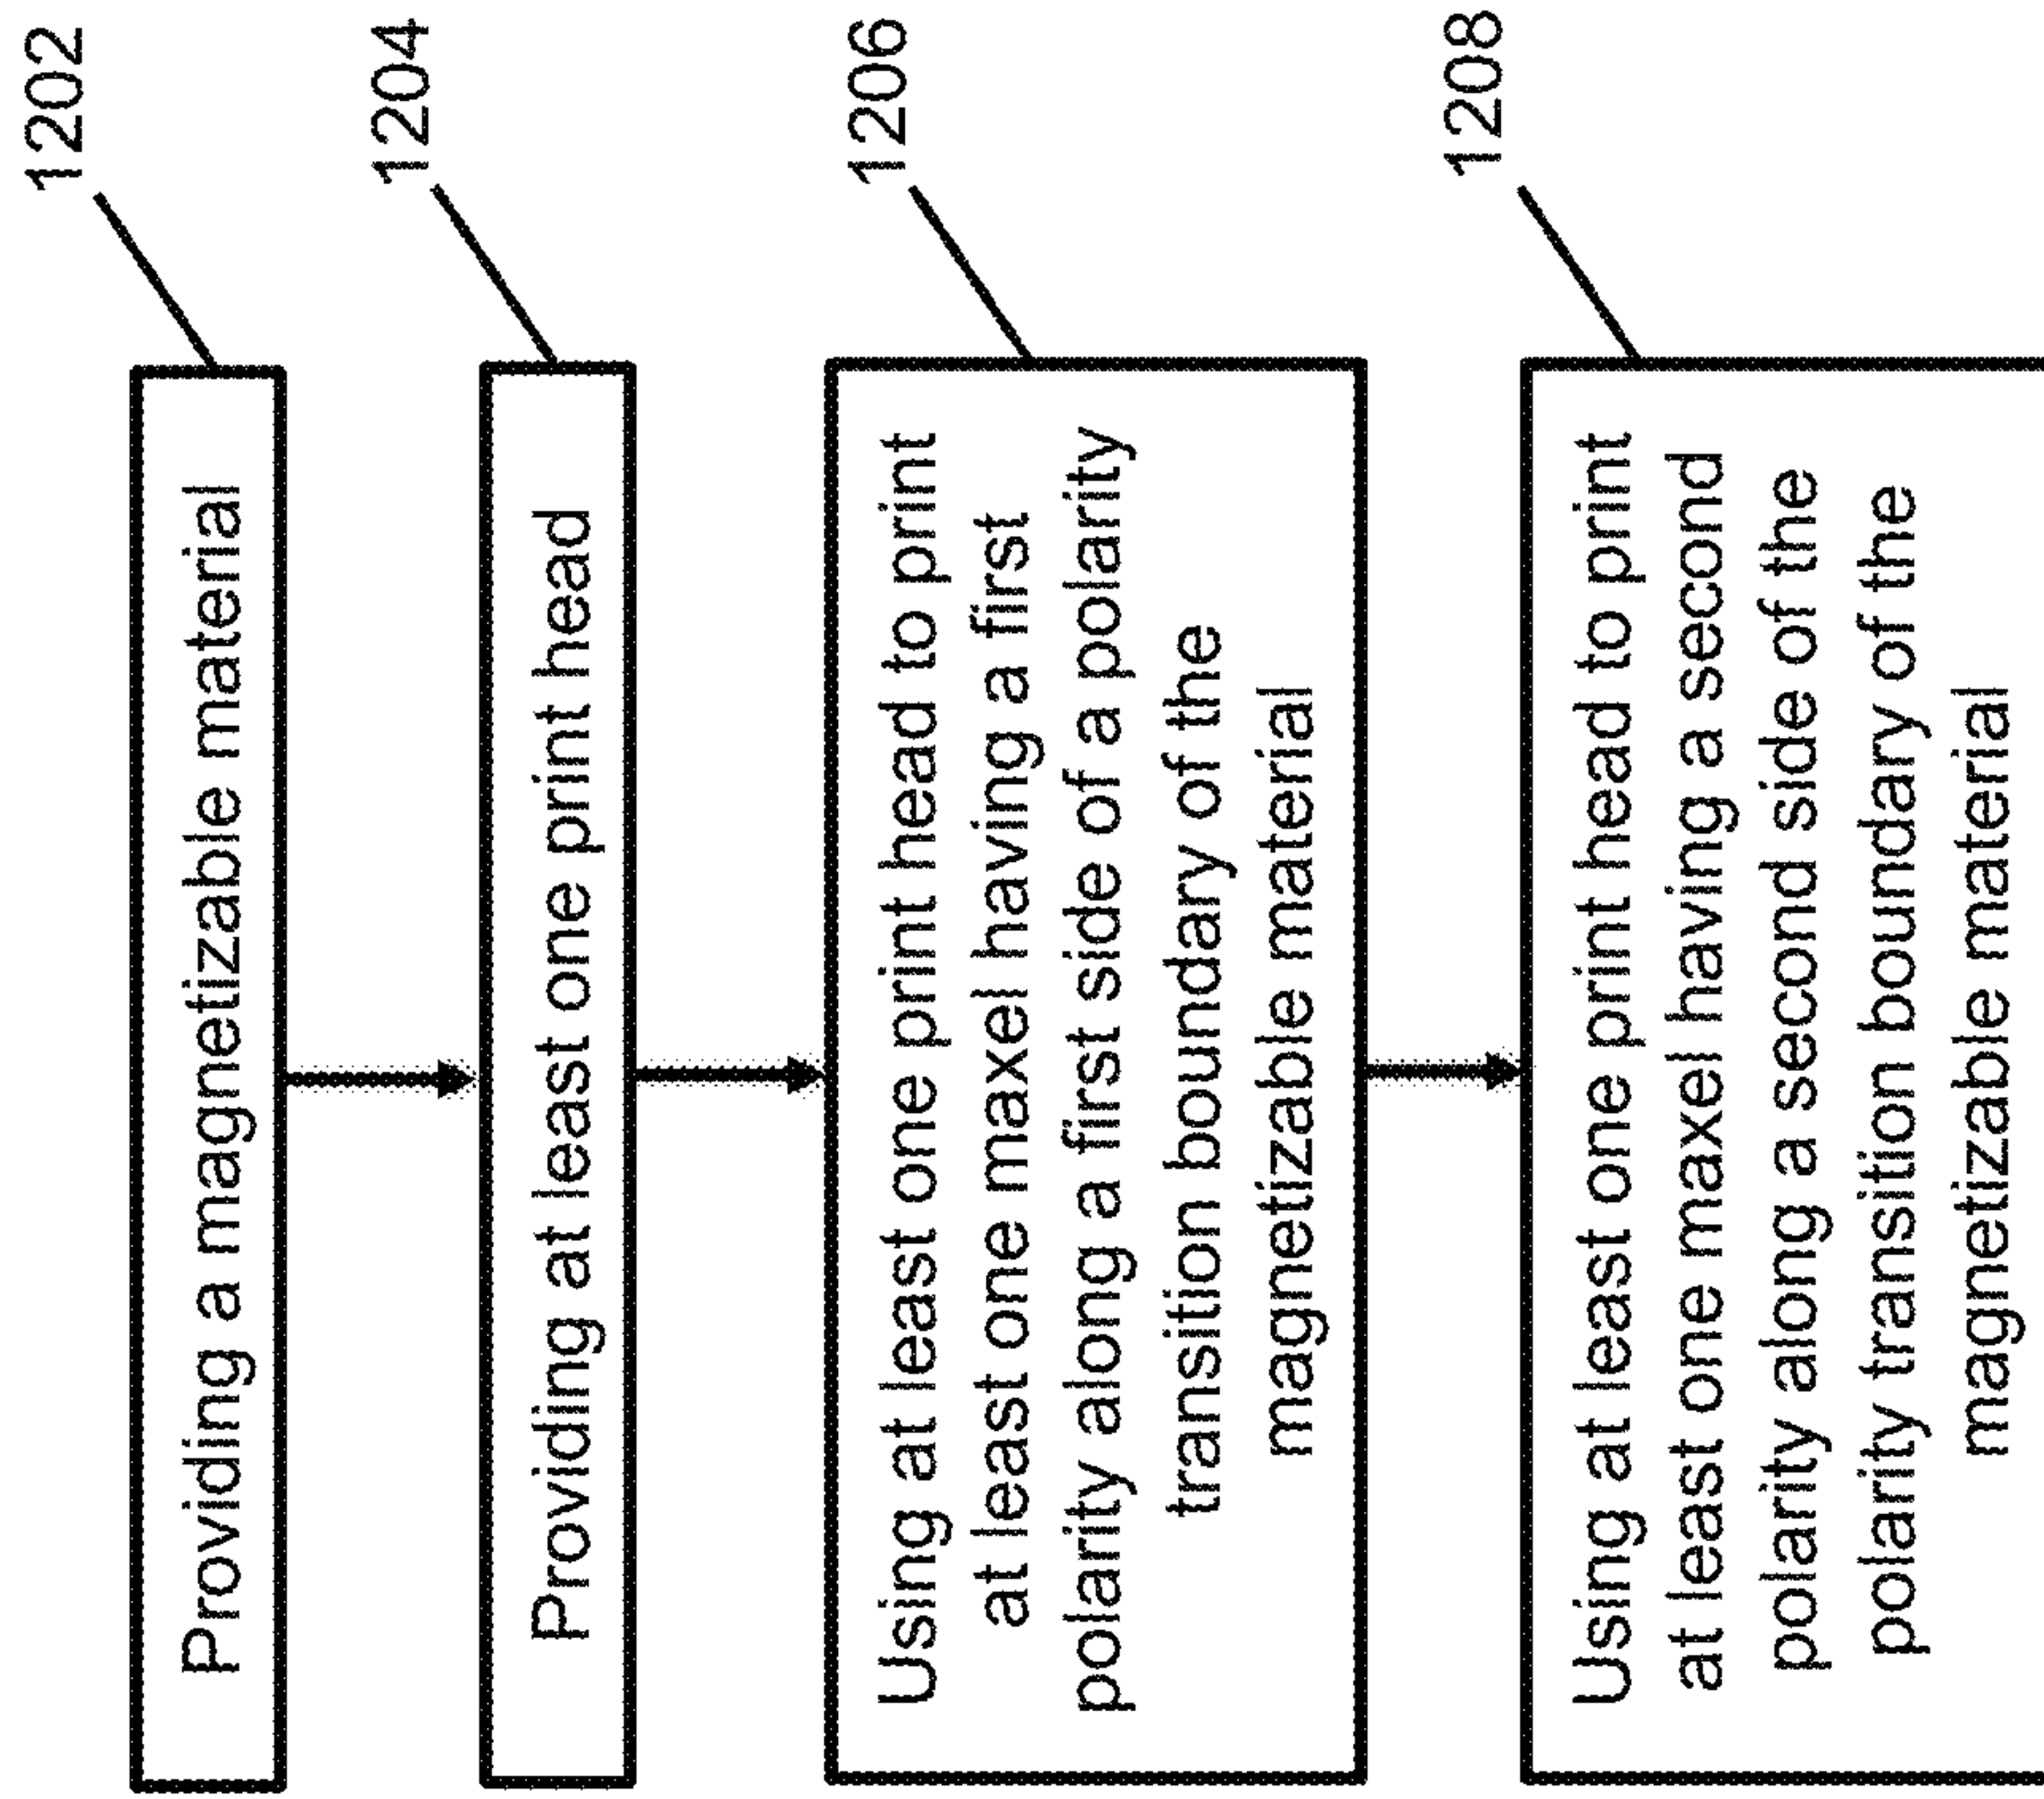 1202
Providing a magnetizable material
1204
Providing at least one print head
1206
Using at least one print head to print
at least one maxel having a first
polarity along a first side of a polarity
transition boundary of the
magnetizable material
1208
Using at least one print head to print
at least one maxel having a second
polarity along a second side of the
polarity transition boundary of the
magnetizable material